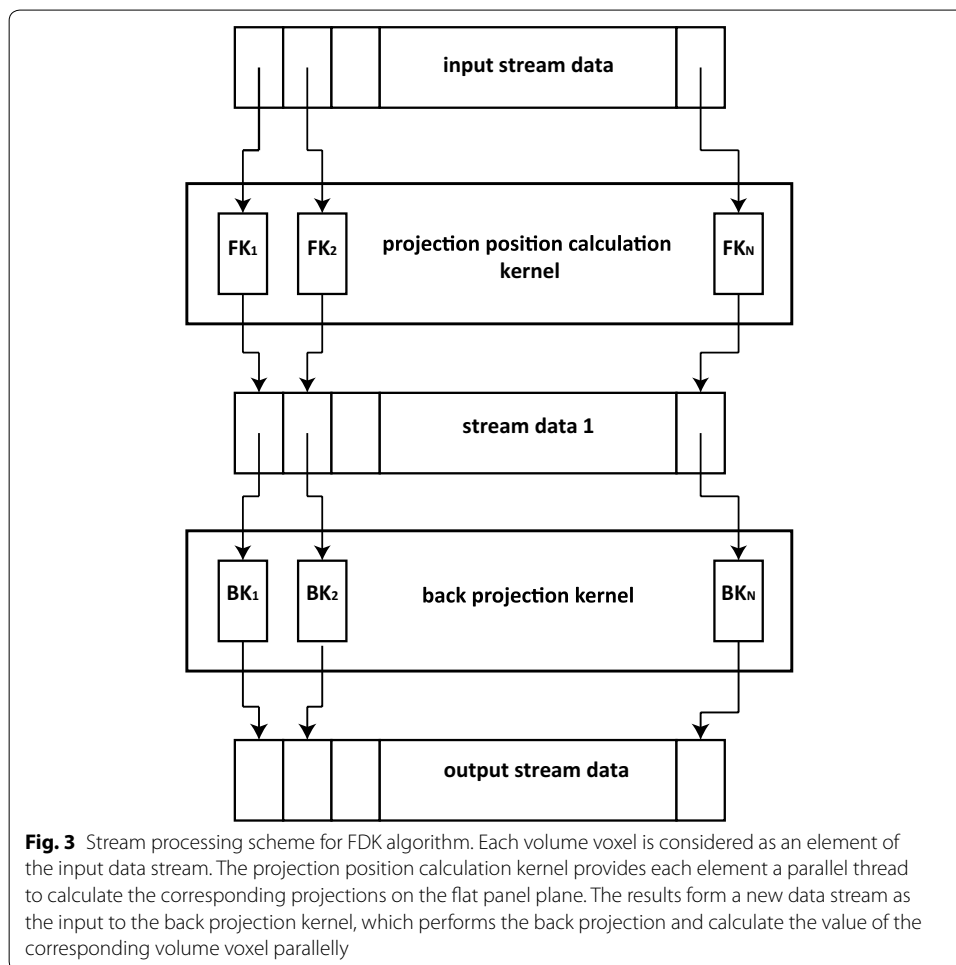 input stream data
FK1 FK2 projection position calculation kernel FKN
stream data 1
BK1 BK2 back projection kernel BKN
output stream data
Fig. 3 Stream processing scheme for FDK algorithm. Each volume voxel is considered as an element of
the input data stream. The projection position calculation kernel provides each element a parallel thread
to calculate the corresponding projections on the flat panel plane. The results form a new data stream as
the input to the back projection kernel, which performs the back projection and calculate the value of the
corresponding volume voxel parallelly